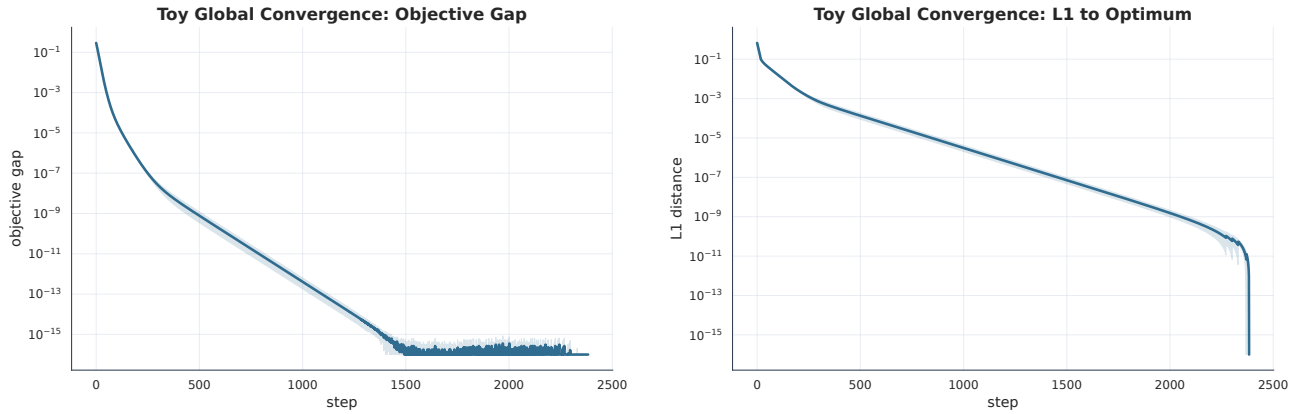 Toy Global Convergence: Objective Gap
objective gap
10⁻¹
10⁻³
10⁻⁵
10⁻⁷
10⁻⁹
10⁻¹¹
10⁻¹³
10⁻¹⁵
0 500 1000 1500 2000 2500
step
Toy Global Convergence: L1 to Optimum
L1 distance
10⁻¹
10⁻³
10⁻⁵
10⁻⁷
10⁻⁹
10⁻¹¹
10⁻¹³
10⁻¹⁵
0 500 1000 1500 2000 2500
step